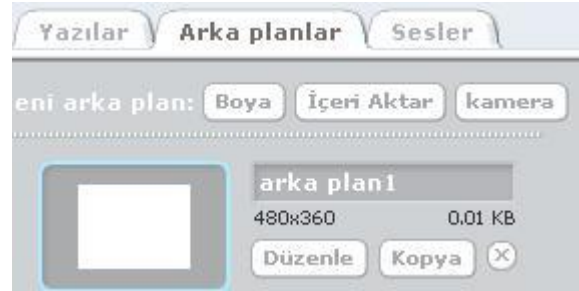 Yazılar Arka planlar Sesler
eni arka plan: Boya İçeri Aktar kamera
arka plan1
480x360 0.01 KB
Düzenle Kopya